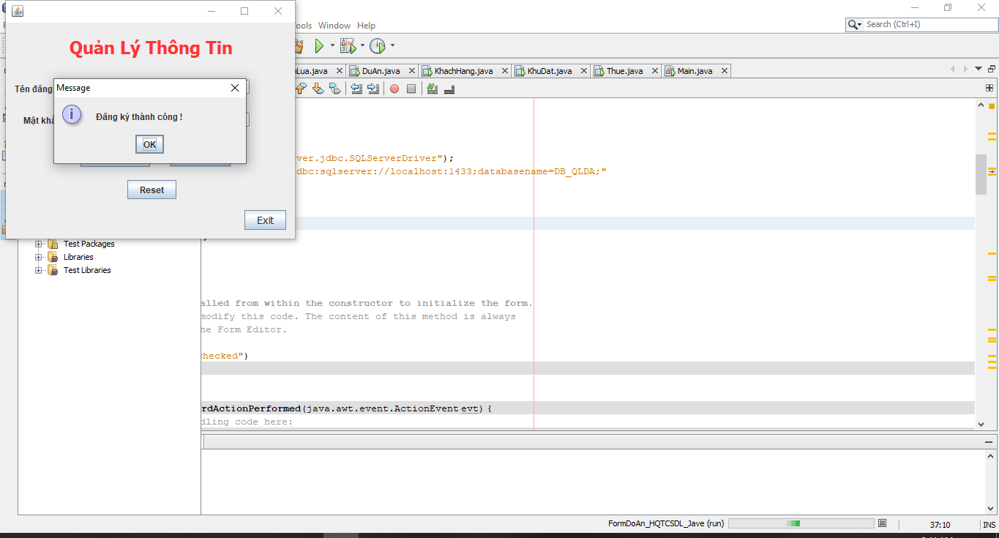 Tools Window Help
Search (Ctrl+I)
Quản Lý Thông Tin
Lua.java
DuAn.java
KhachHang.java
KhuDat.java
Thue.java
Main.java
Tên đăng
Message
Đăng ký thành công !
Mật khẩ
OK
Reset
Exit
ver.jdbc.SQLServerDriver");
dbc:sqlserver://localhost:1433;databasename=DB_QLDA;"
Test Packages
Libraries
Test Libraries
alled from within the constructor to initialize the form.
modify this code. The content of this method is always
he Form Editor.
checked")
rdActionPerformed(java.awt.event.ActionEvent evt) {
dling code here:
FormDoAn_HQTCSDL_Jave (run)
37:10
INS